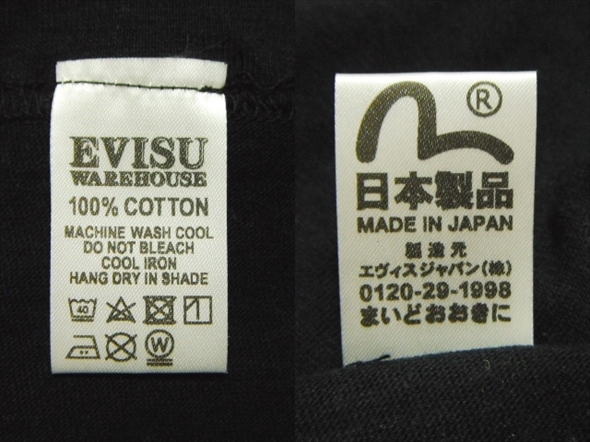 EVISU
WAREHOUSE
100% COTTON
MACHINE WASH COOL
DO NOT BLEACH
COOL IRON
HANG DRY IN SHADE
40
W
®
日本製品
MADE IN JAPAN
製造元
エヴィスジャパン(株)
0120-29-1998
まいどおおきに